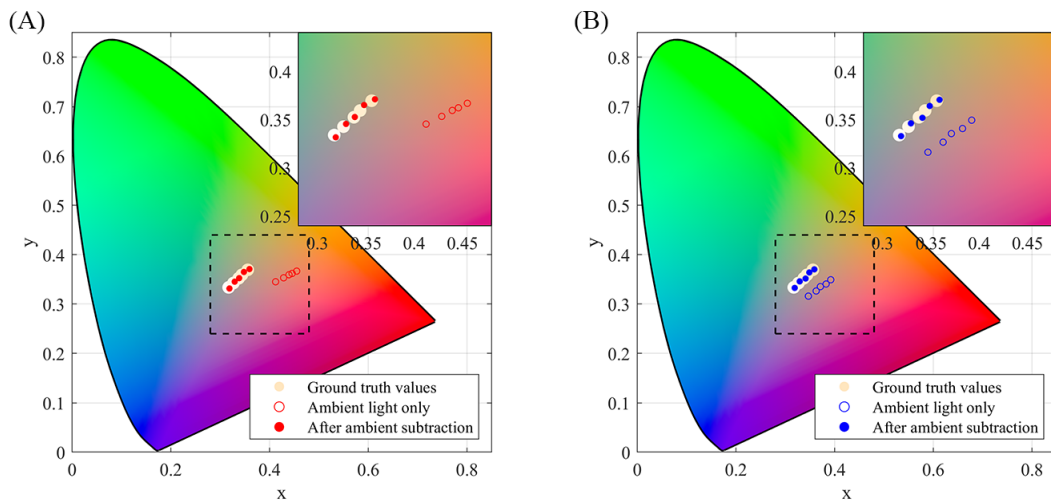 (A)
0.8
0.7
0.6
0.5
0.4
0.3
0.2
0.1
0
y
0 0.2 0.4 0.6 0.8
x
0.4
0.35
0.3
0.25
0.3 0.35 0.4 0.45
Ground truth values
Ambient light only
After ambient subtraction
(B)
0.8
0.7
0.6
0.5
0.4
0.3
0.2
0.1
0
y
0 0.2 0.4 0.6 0.8
x
0.4
0.35
0.3
0.25
0.3 0.35 0.4 0.45
Ground truth values
Ambient light only
After ambient subtraction